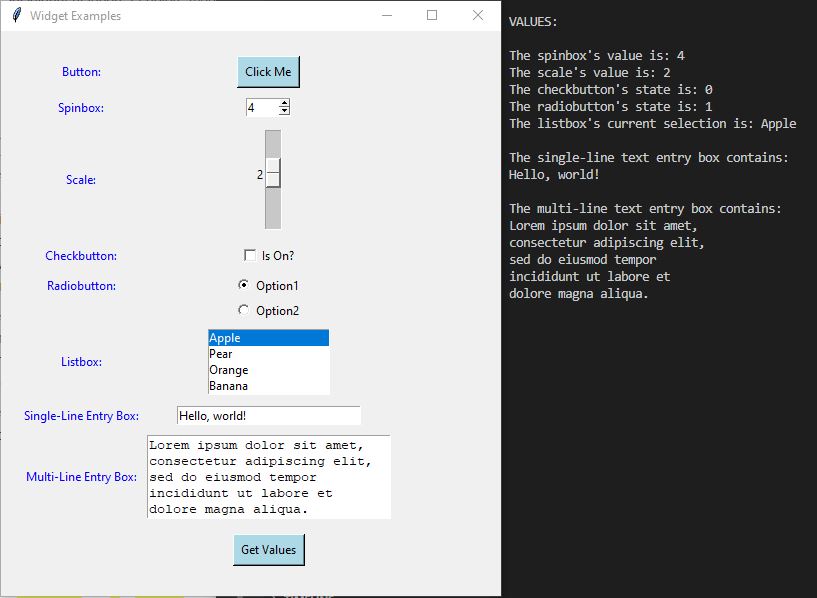 Widget Examples
Button:
Click Me
Spinbox:
4
Scale:
2
Checkbutton:
Is On?
Radiobutton:
Option1
Option2
Listbox:
Apple
Pear
Orange
Banana
Single-Line Entry Box:
Hello, world!
Multi-Line Entry Box:
Lorem ipsum dolor sit amet,
consectetur adipiscing elit,
sed do eiusmod tempor
incididunt ut labore et
dolore magna aliqua.
Get Values
VALUES:
The spinbox's value is: 4
The scale's value is: 2
The checkbutton's state is: 0
The radiobutton's state is: 1
The listbox's current selection is: Apple
The single-line text entry box contains:
Hello, world!
The multi-line text entry box contains:
Lorem ipsum dolor sit amet,
consectetur adipiscing elit,
sed do eiusmod tempor
incididunt ut labore et
dolore magna aliqua.